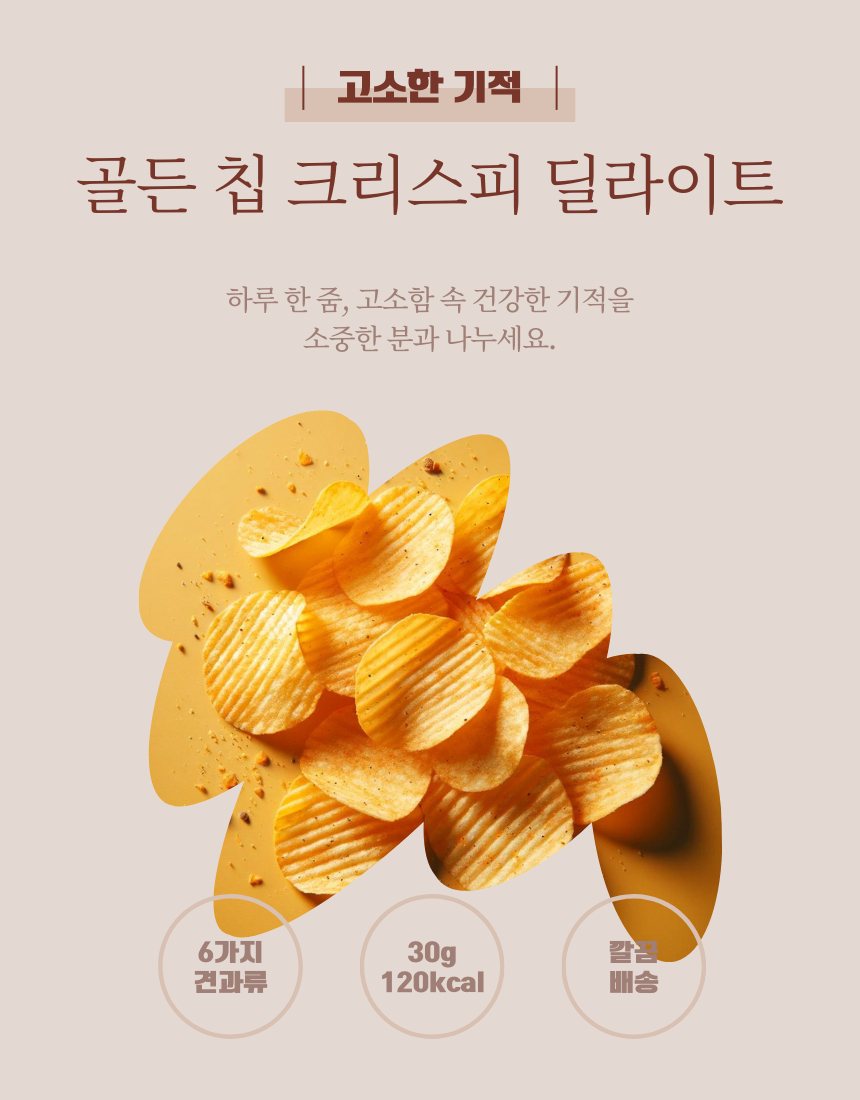 고소한 기적
골든 칩 크리스피 딜라이트
하루 한 줌, 고소함 속 건강한 기적을
소중한 분과 나누세요.
6가지
견과류
30g
120kcal
깔끔
배송